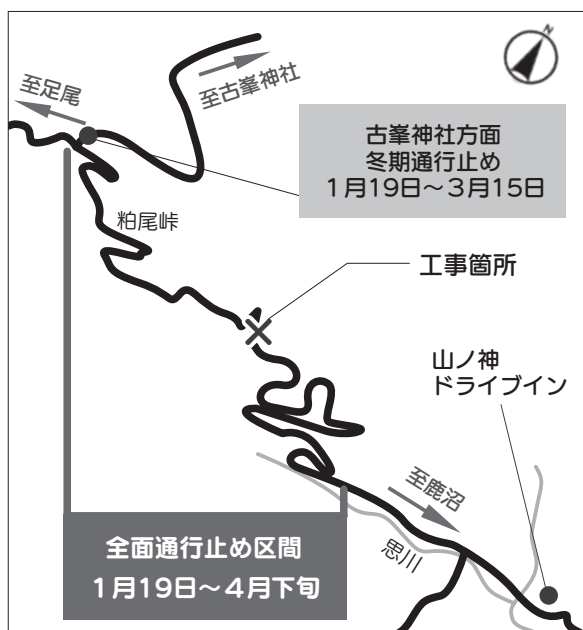 N
至足尾
至古峯神社
古峯神社方面
冬期通行止め
1月19日～3月15日
粕尾峠
工事箇所
山ノ神
ドライブイン
至鹿沼
思川
全面通行止め区間
1月19日～4月下旬